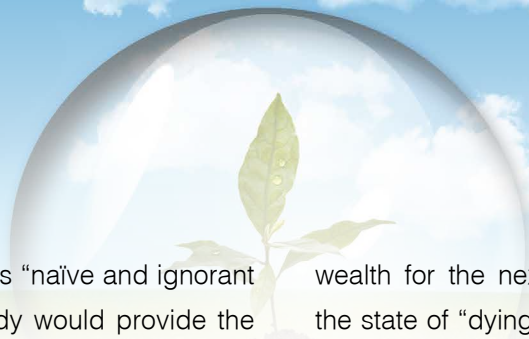 s “naïve and ignorant
dy would provide the
wealth for the ne
the state of “dying